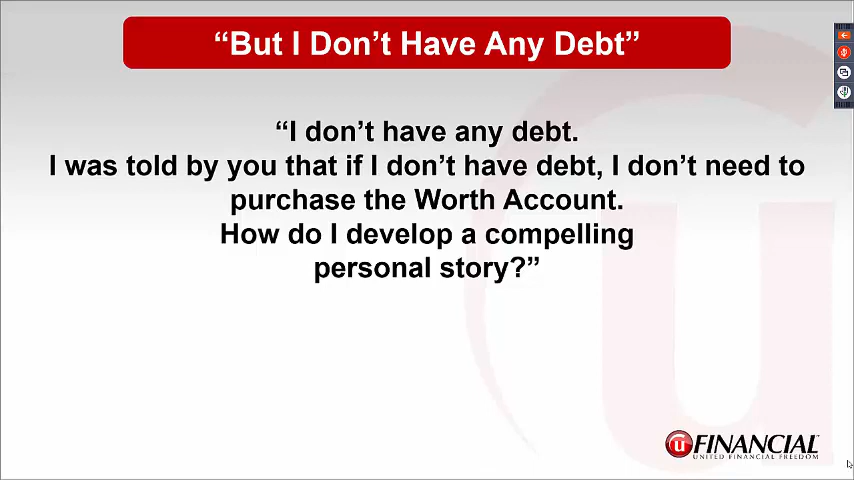 “But I Don’t Have Any Debt”
“I don’t have any debt.
I was told by you that if I don’t have debt, I don’t need to
purchase the Worth Account.
How do I develop a compelling
personal story?”
u FINANCIAL™
UNITED FINANCIAL FREEDOM